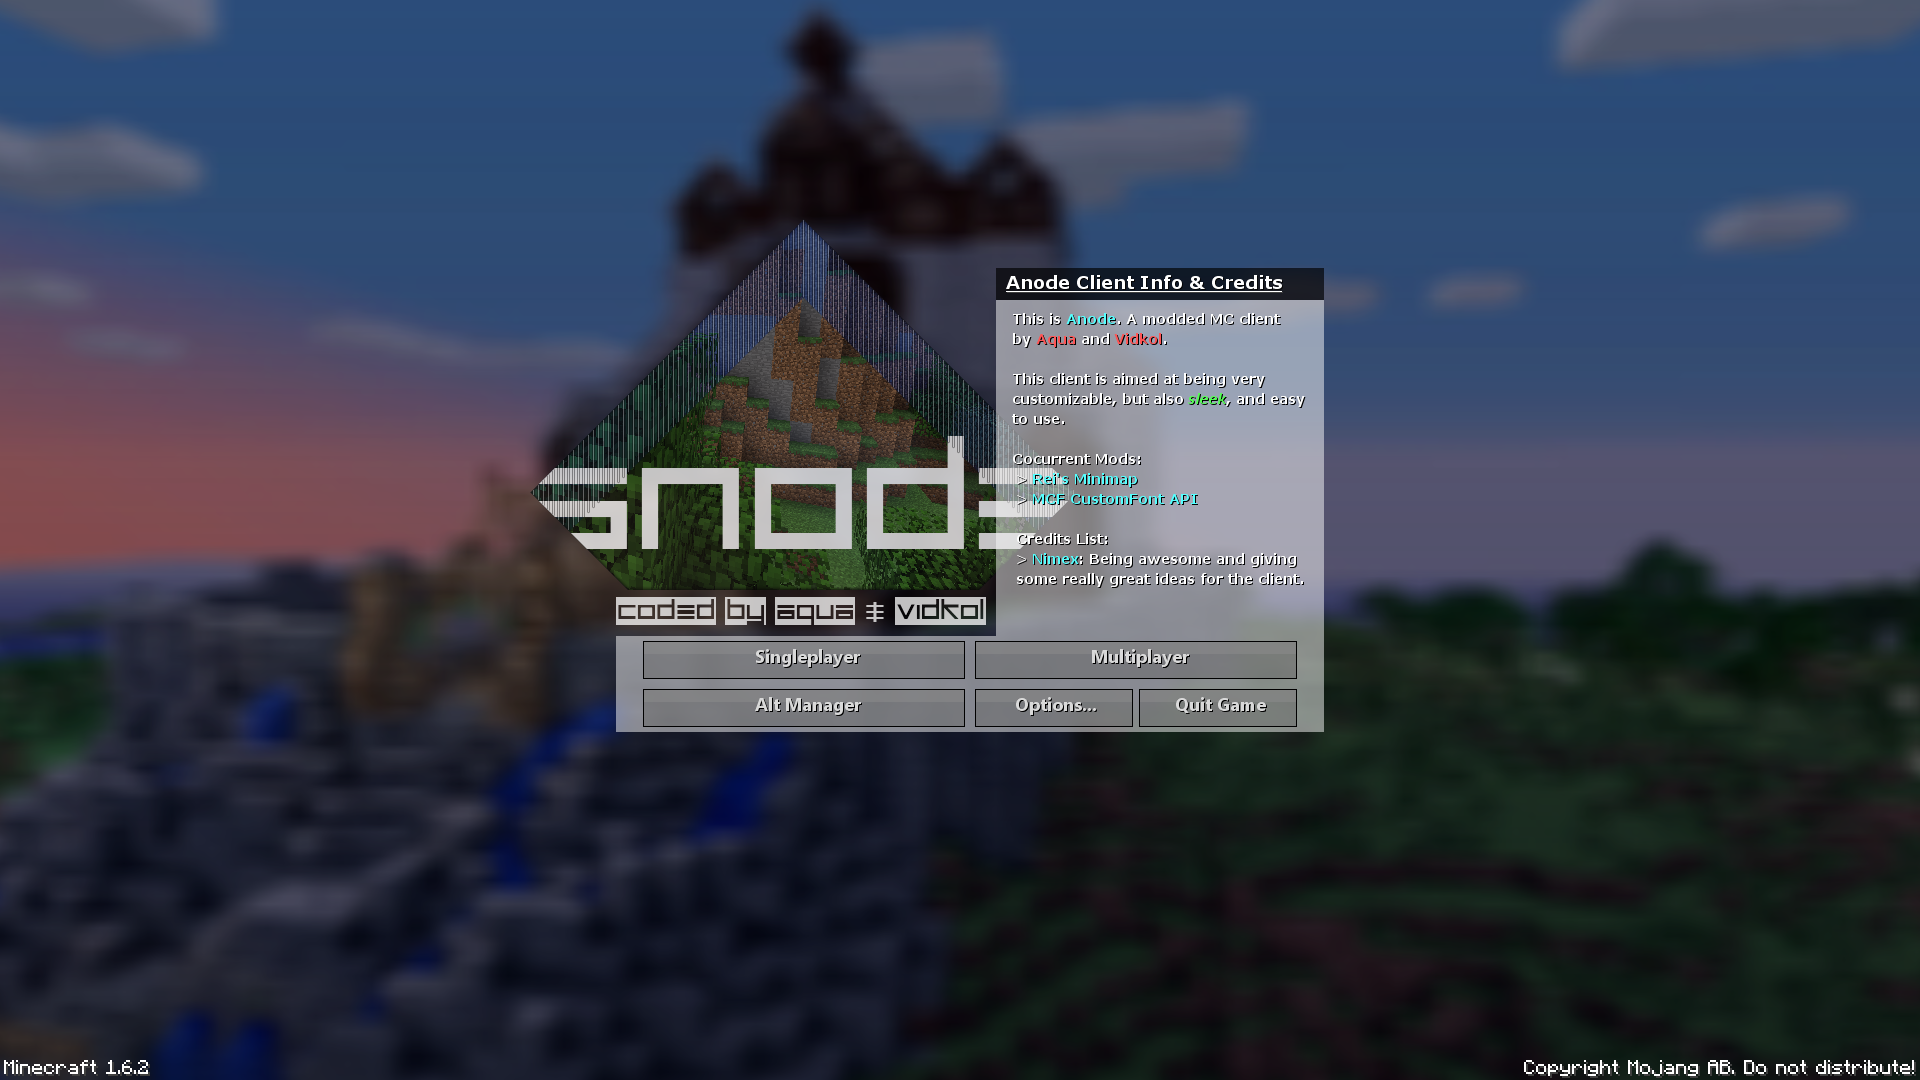 Anode Client Info & Credits
This is Anode. A modded MC client
by Aqua and Vidkol.
This client is aimed at being very
customizable, but also sleek, and easy
to use.
Cocurrent Mods:
> Rei's Minimap
> MCF CustomFont API
Credits List:
> Nimex: Being awesome and giving
some really great ideas for the client.
anode
coded by aqua ‡ vidkol
Singleplayer
Multiplayer
Alt Manager
Options...
Quit Game
Minecraft 1.6.2
Copyright Mojang AB. Do not distribute!